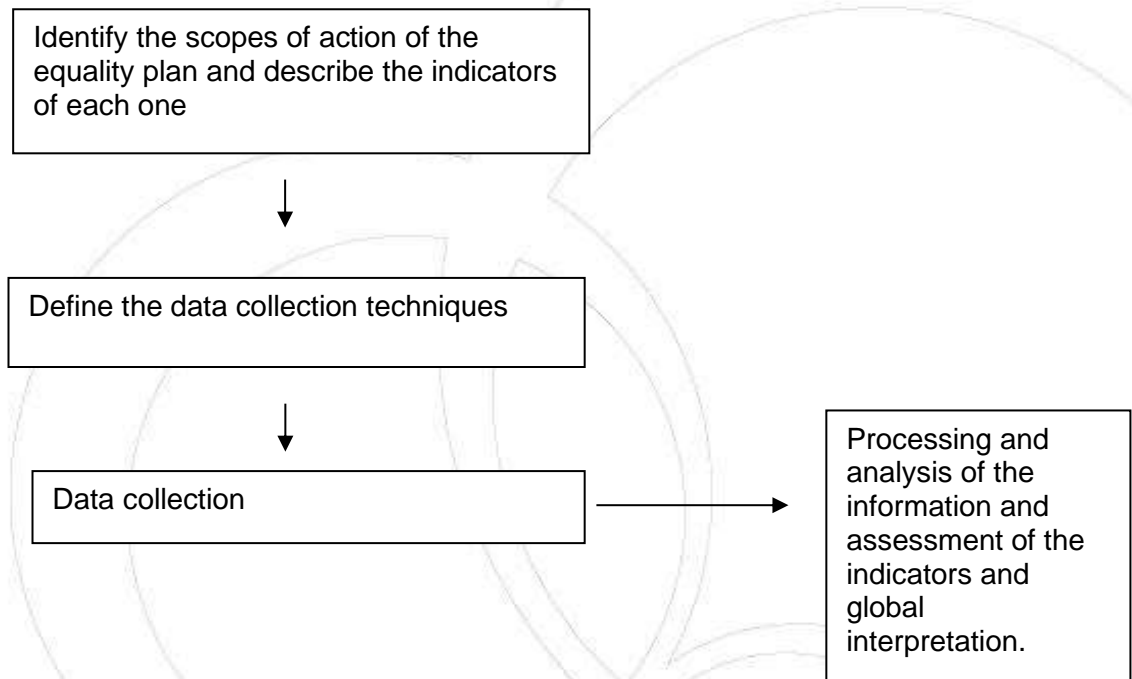 Identify the scopes of action of the
equality plan and describe the indicators
of each one
Define the data collection techniques
Data collection
Processing and
analysis of the
information and
assessment of the
indicators and
global
interpretation.